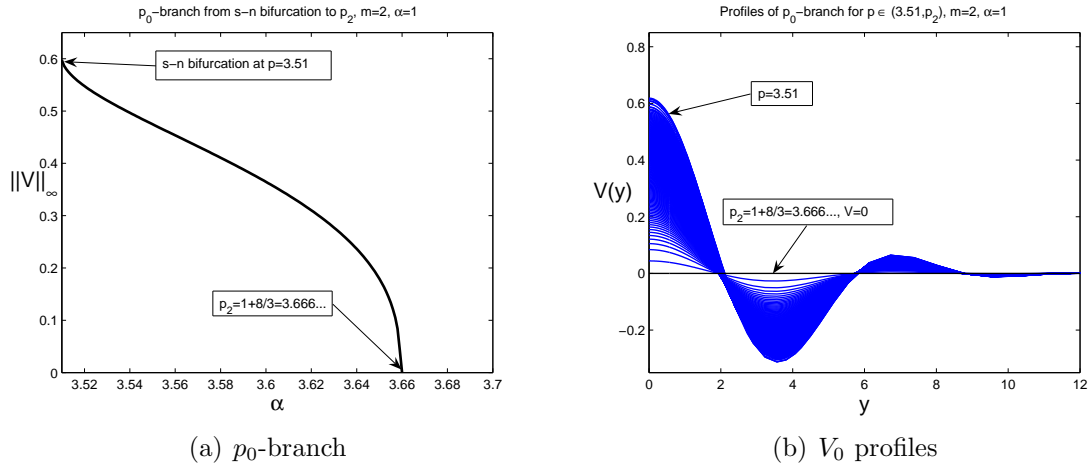 p₀−branch from s−n bifurcation to p₂, m=2, α=1
0.6
0.5
0.4
0.3
0.2
0.1
0
||V||∞
s−n bifurcation at p=3.51
p₂=1+8/3=3.666...
3.52 3.54 3.56 3.58 3.6 3.62 3.64 3.66 3.68 3.7
α
(a) p₀-branch
Profiles of p₀−branch for p ∈ (3.51,p₂), m=2, α=1
0.8
0.6
0.4
0.2
0
−0.2
V(y)
p=3.51
p₂=1+8/3=3.666..., V=0
0 2 4 6 8 10 12
y
(b) V₀ profiles